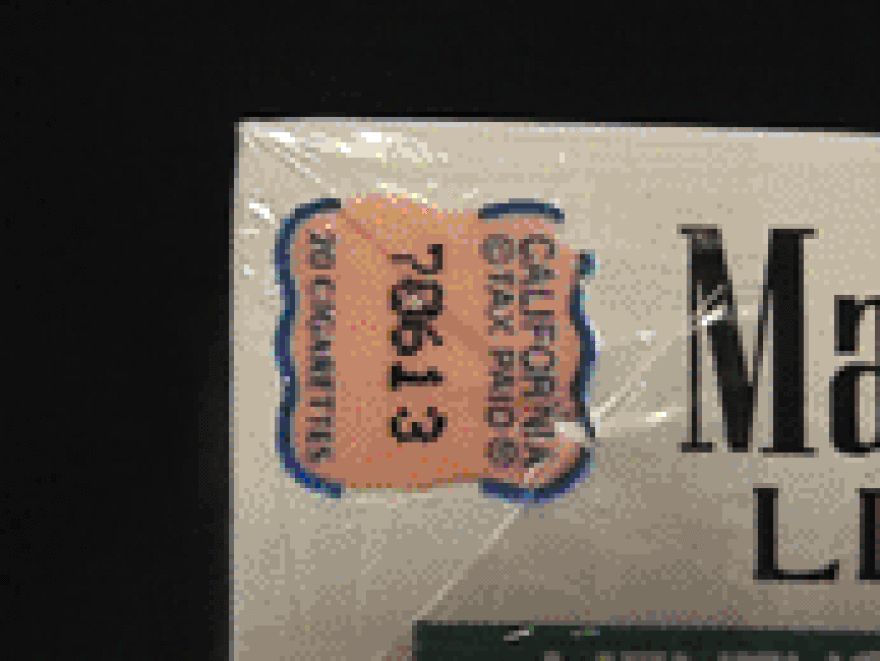 CALIFORNIA
TAX PAID
70613
20 CIGARETTES
Ma